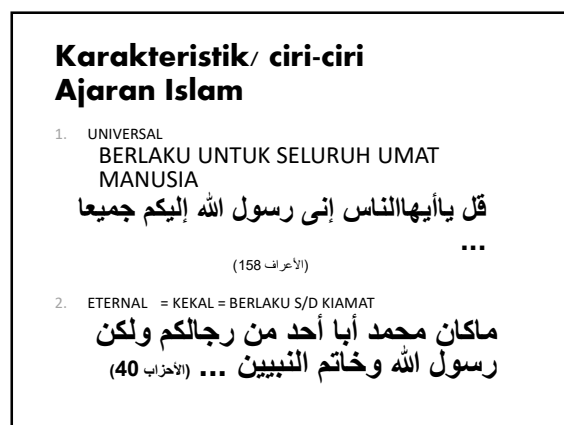 Karakteristik/ ciri-ciri
Ajaran Islam
1. UNIVERSAL
BERLAKU UNTUK SELURUH UMAT
MANUSIA
قل ياأيهاالناس إنى رسول الله إليكم جميعا
...
(الأعراف 158)
2. ETERNAL = KEKAL = BERLAKU S/D KIAMAT
ماكان محمد أبا أحد من رجالكم ولكن
رسول الله وخاتم النبيين ... (الأحزاب 40)